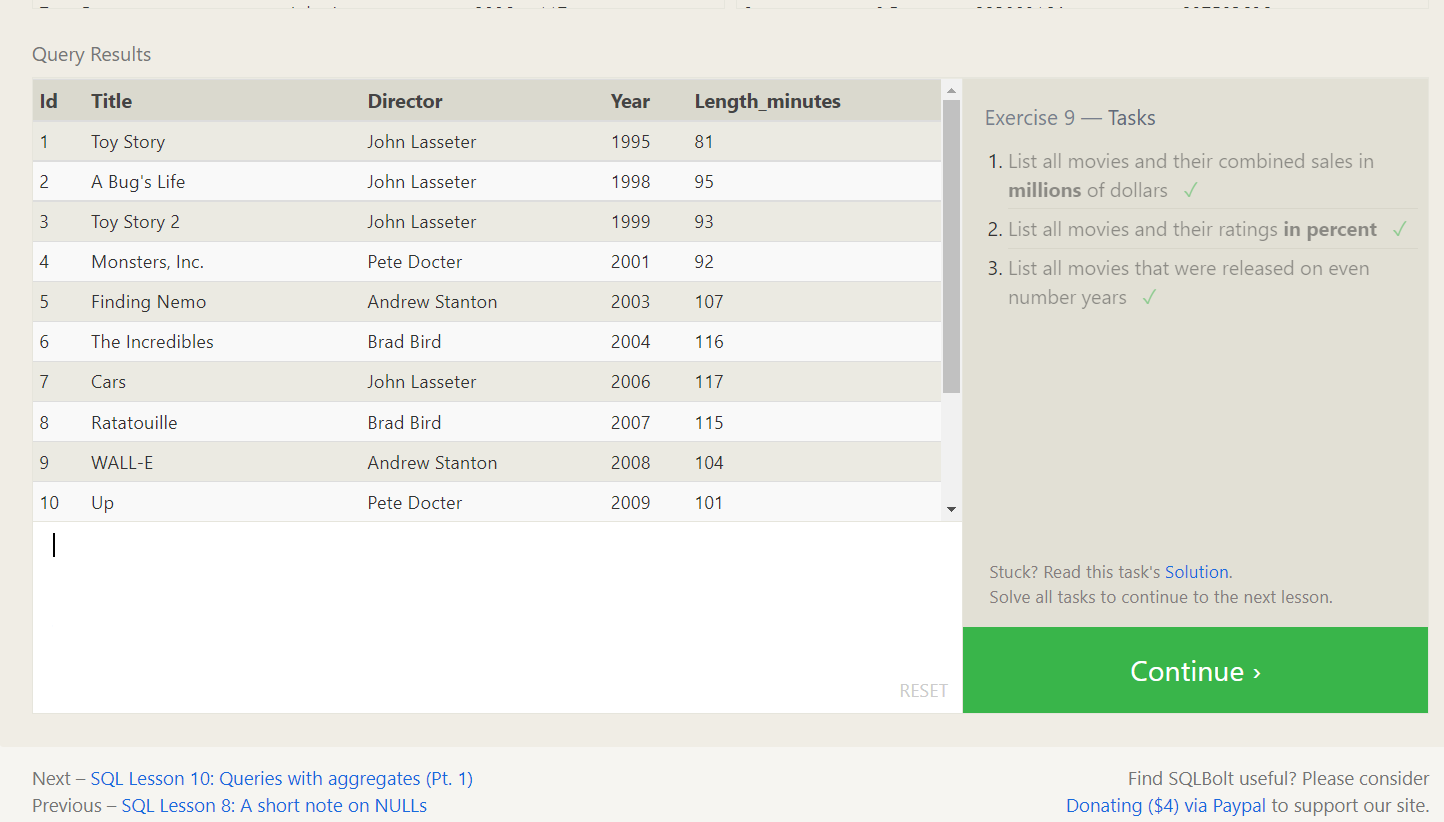 Query Results
Id Title Director Year Length_minutes
1 Toy Story John Lasseter 1995 81
2 A Bug's Life John Lasseter 1998 95
3 Toy Story 2 John Lasseter 1999 93
4 Monsters, Inc. Pete Docter 2001 92
5 Finding Nemo Andrew Stanton 2003 107
6 The Incredibles Brad Bird 2004 116
7 Cars John Lasseter 2006 117
8 Ratatouille Brad Bird 2007 115
9 WALL-E Andrew Stanton 2008 104
10 Up Pete Docter 2009 101
RESET
Exercise 9 — Tasks
1. List all movies and their combined sales in
millions of dollars ✓
2. List all movies and their ratings in percent ✓
3. List all movies that were released on even
number years ✓
Stuck? Read this task's Solution.
Solve all tasks to continue to the next lesson.
Continue ›
Next – SQL Lesson 10: Queries with aggregates (Pt. 1)
Previous – SQL Lesson 8: A short note on NULLs
Find SQLBolt useful? Please consider
Donating ($4) via Paypal to support our site.